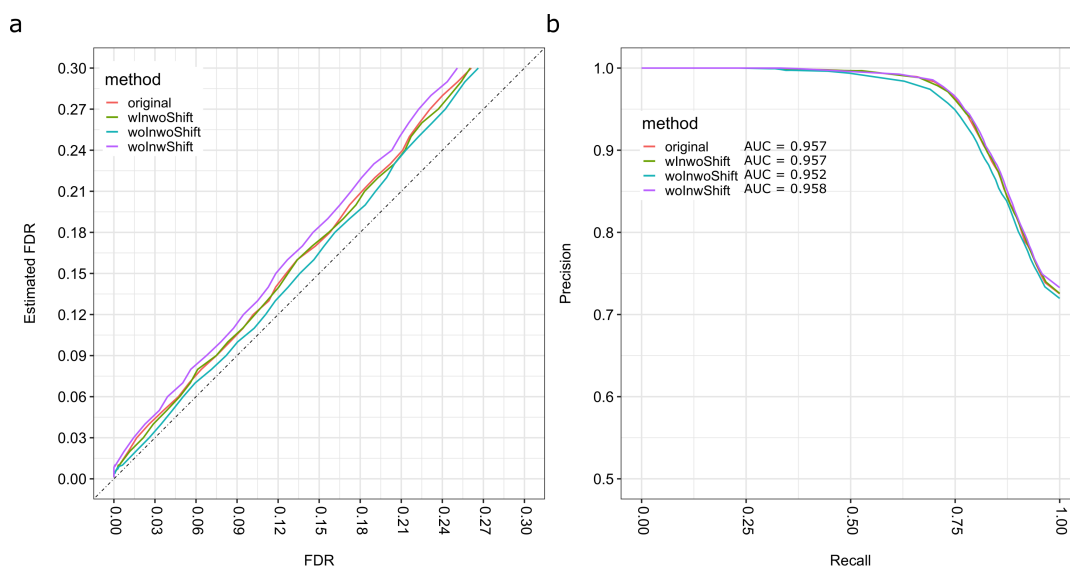 a
method
original
wInwoShift
woInwoShift
woInwShift
Estimated FDR
0.30
0.27
0.24
0.21
0.18
0.15
0.12
0.09
0.06
0.03
0.00
0.00
0.03
0.06
0.09
0.12
0.15
0.18
0.21
0.24
0.27
0.30
FDR
b
method
original AUC = 0.957
wInwoShift AUC = 0.957
woInwoShift AUC = 0.952
woInwShift AUC = 0.958
Precision
1.0
0.9
0.8
0.7
0.6
0.5
0.00
0.25
0.50
0.75
1.00
Recall